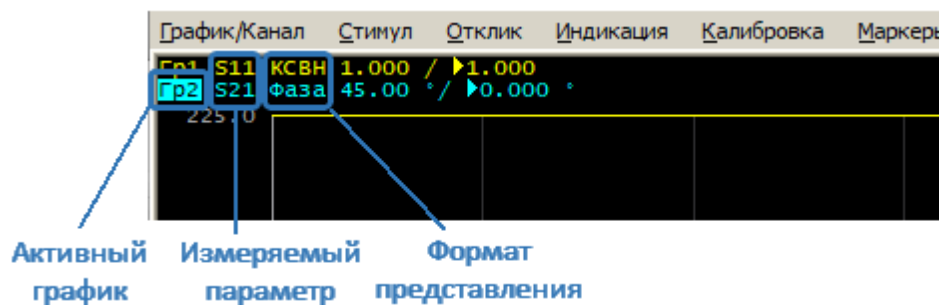 График/Канал Стимул Отклик Индикация Калибровка Маркеры
Гр1 S11 КСВН 1.000 / 1.000
Гр2 S21 Фаза 45.00 °/ 0.000 °
225.0
Активный график
Измеряемый параметр
Формат представления